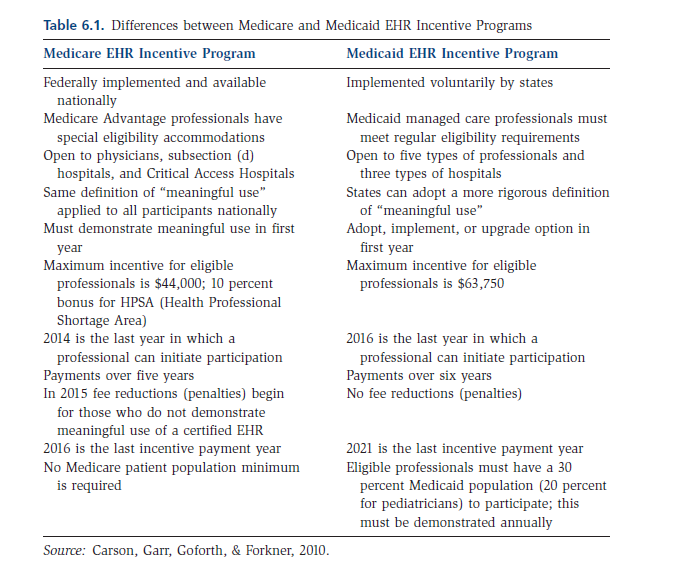 Table 6.1. Differences between Medicare and Medicaid EHR Incentive Programs
Medicare EHR Incentive Program Medicaid EHR Incentive Program
Federally implemented and available nationally
Implemented voluntarily by states
Medicare Advantage professionals have special eligibility accommodations
Medicaid managed care professionals must meet regular eligibility requirements
Open to physicians, subsection (d) hospitals, and Critical Access Hospitals
Open to five types of professionals and three types of hospitals
Same definition of “meaningful use” applied to all participants nationally
States can adopt a more rigorous definition of “meaningful use”
Must demonstrate meaningful use in first year
Adopt, implement, or upgrade option in first year
Maximum incentive for eligible professionals is $44,000; 10 percent bonus for HPSA (Health Professional Shortage Area)
Maximum incentive for eligible professionals is $63,750
2014 is the last year in which a professional can initiate participation
2016 is the last year in which a professional can initiate participation
Payments over five years
Payments over six years
In 2015 fee reductions (penalties) begin for those who do not demonstrate meaningful use of a certified EHR
No fee reductions (penalties)
2016 is the last incentive payment year
2021 is the last incentive payment year
No Medicare patient population minimum is required
Eligible professionals must have a 30 percent Medicaid population (20 percent for pediatricians) to participate; this must be demonstrated annually
Source: Carson, Garr, Goforth, & Forkner, 2010.